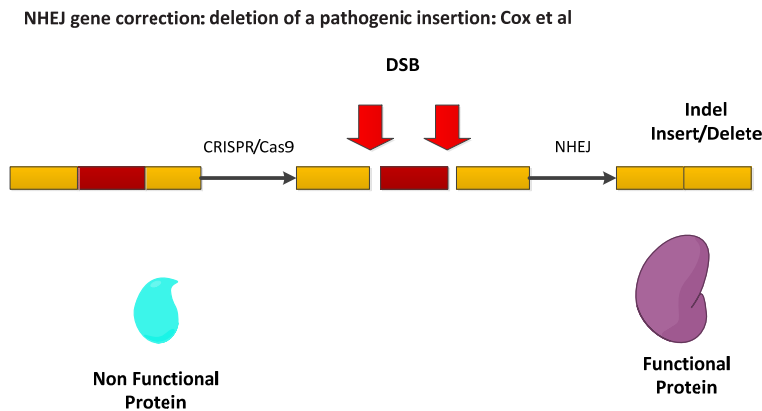 NHEJ gene correction: deletion of a pathogenic insertion: Cox et al
DSB
Indel
Insert/Delete
CRISPR/Cas9
NHEJ
Non Functional
Protein
Functional
Protein